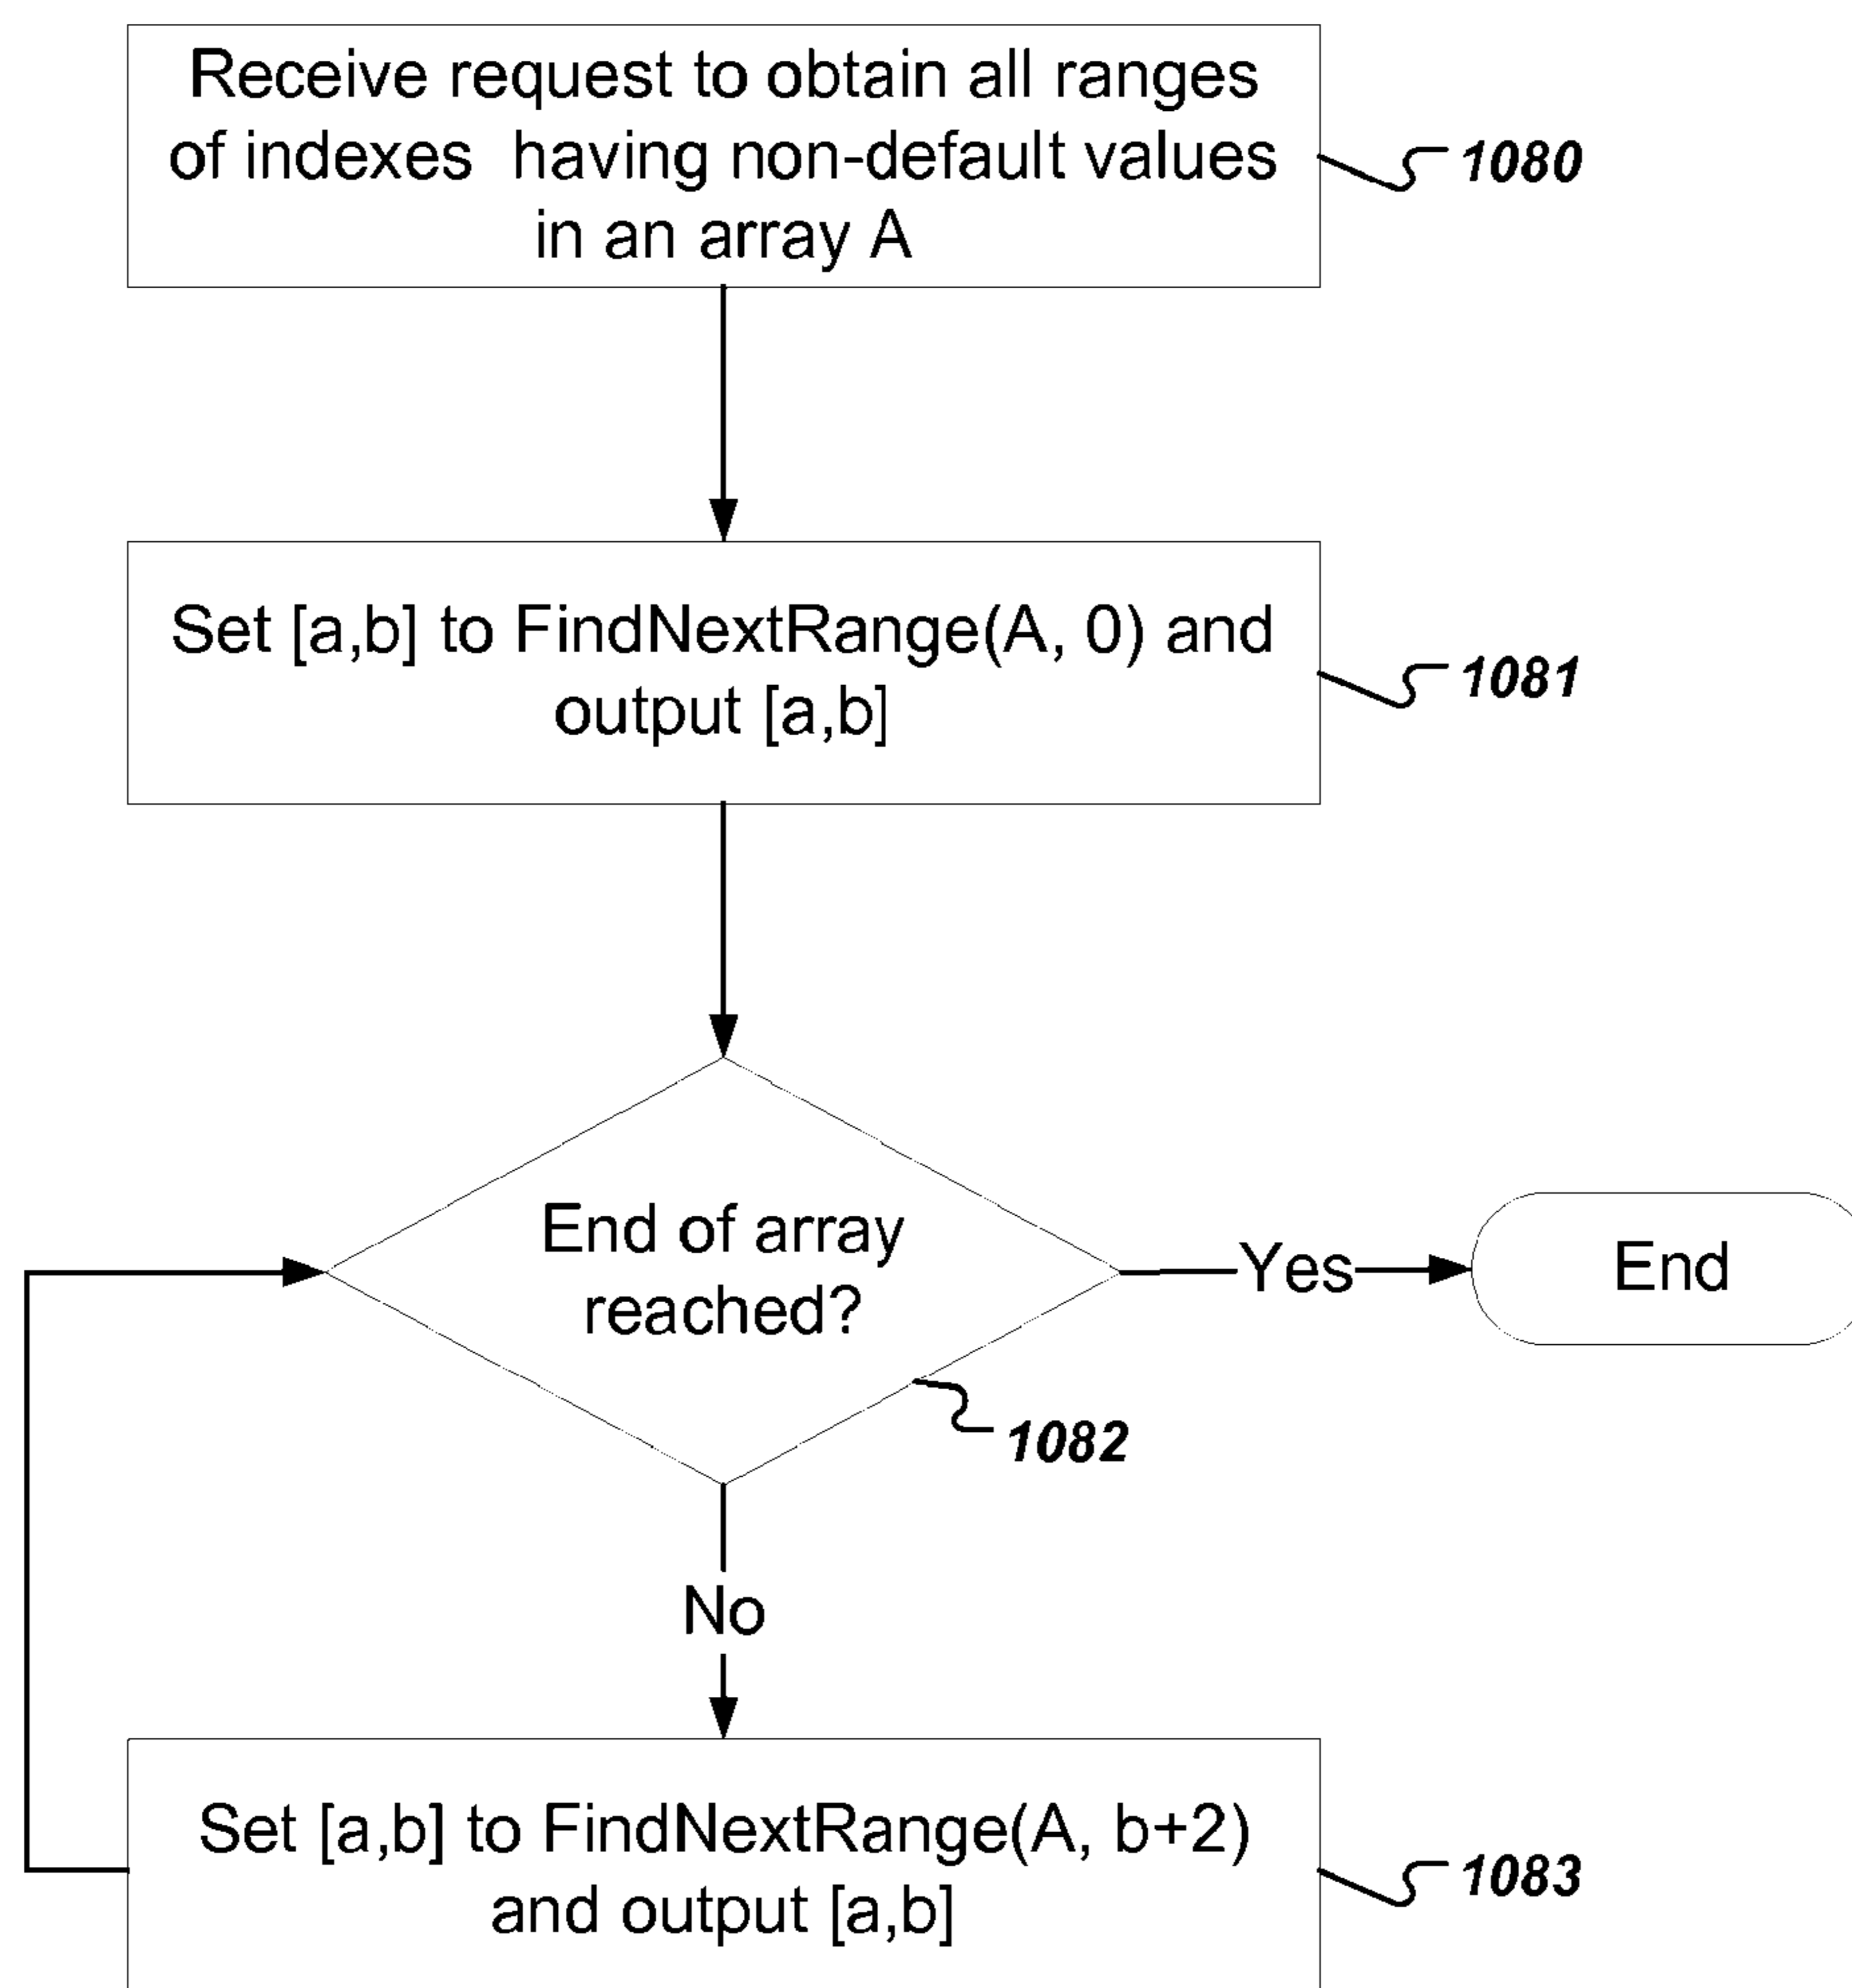 Receive request to obtain all ranges
of indexes having non-default values
in an array A
1080
Set [a,b] to FindNextRange(A, 0) and
output [a,b]
1081
End of array
reached?
Yes
End
1082
No
Set [a,b] to FindNextRange(A, b+2)
and output [a,b]
1083